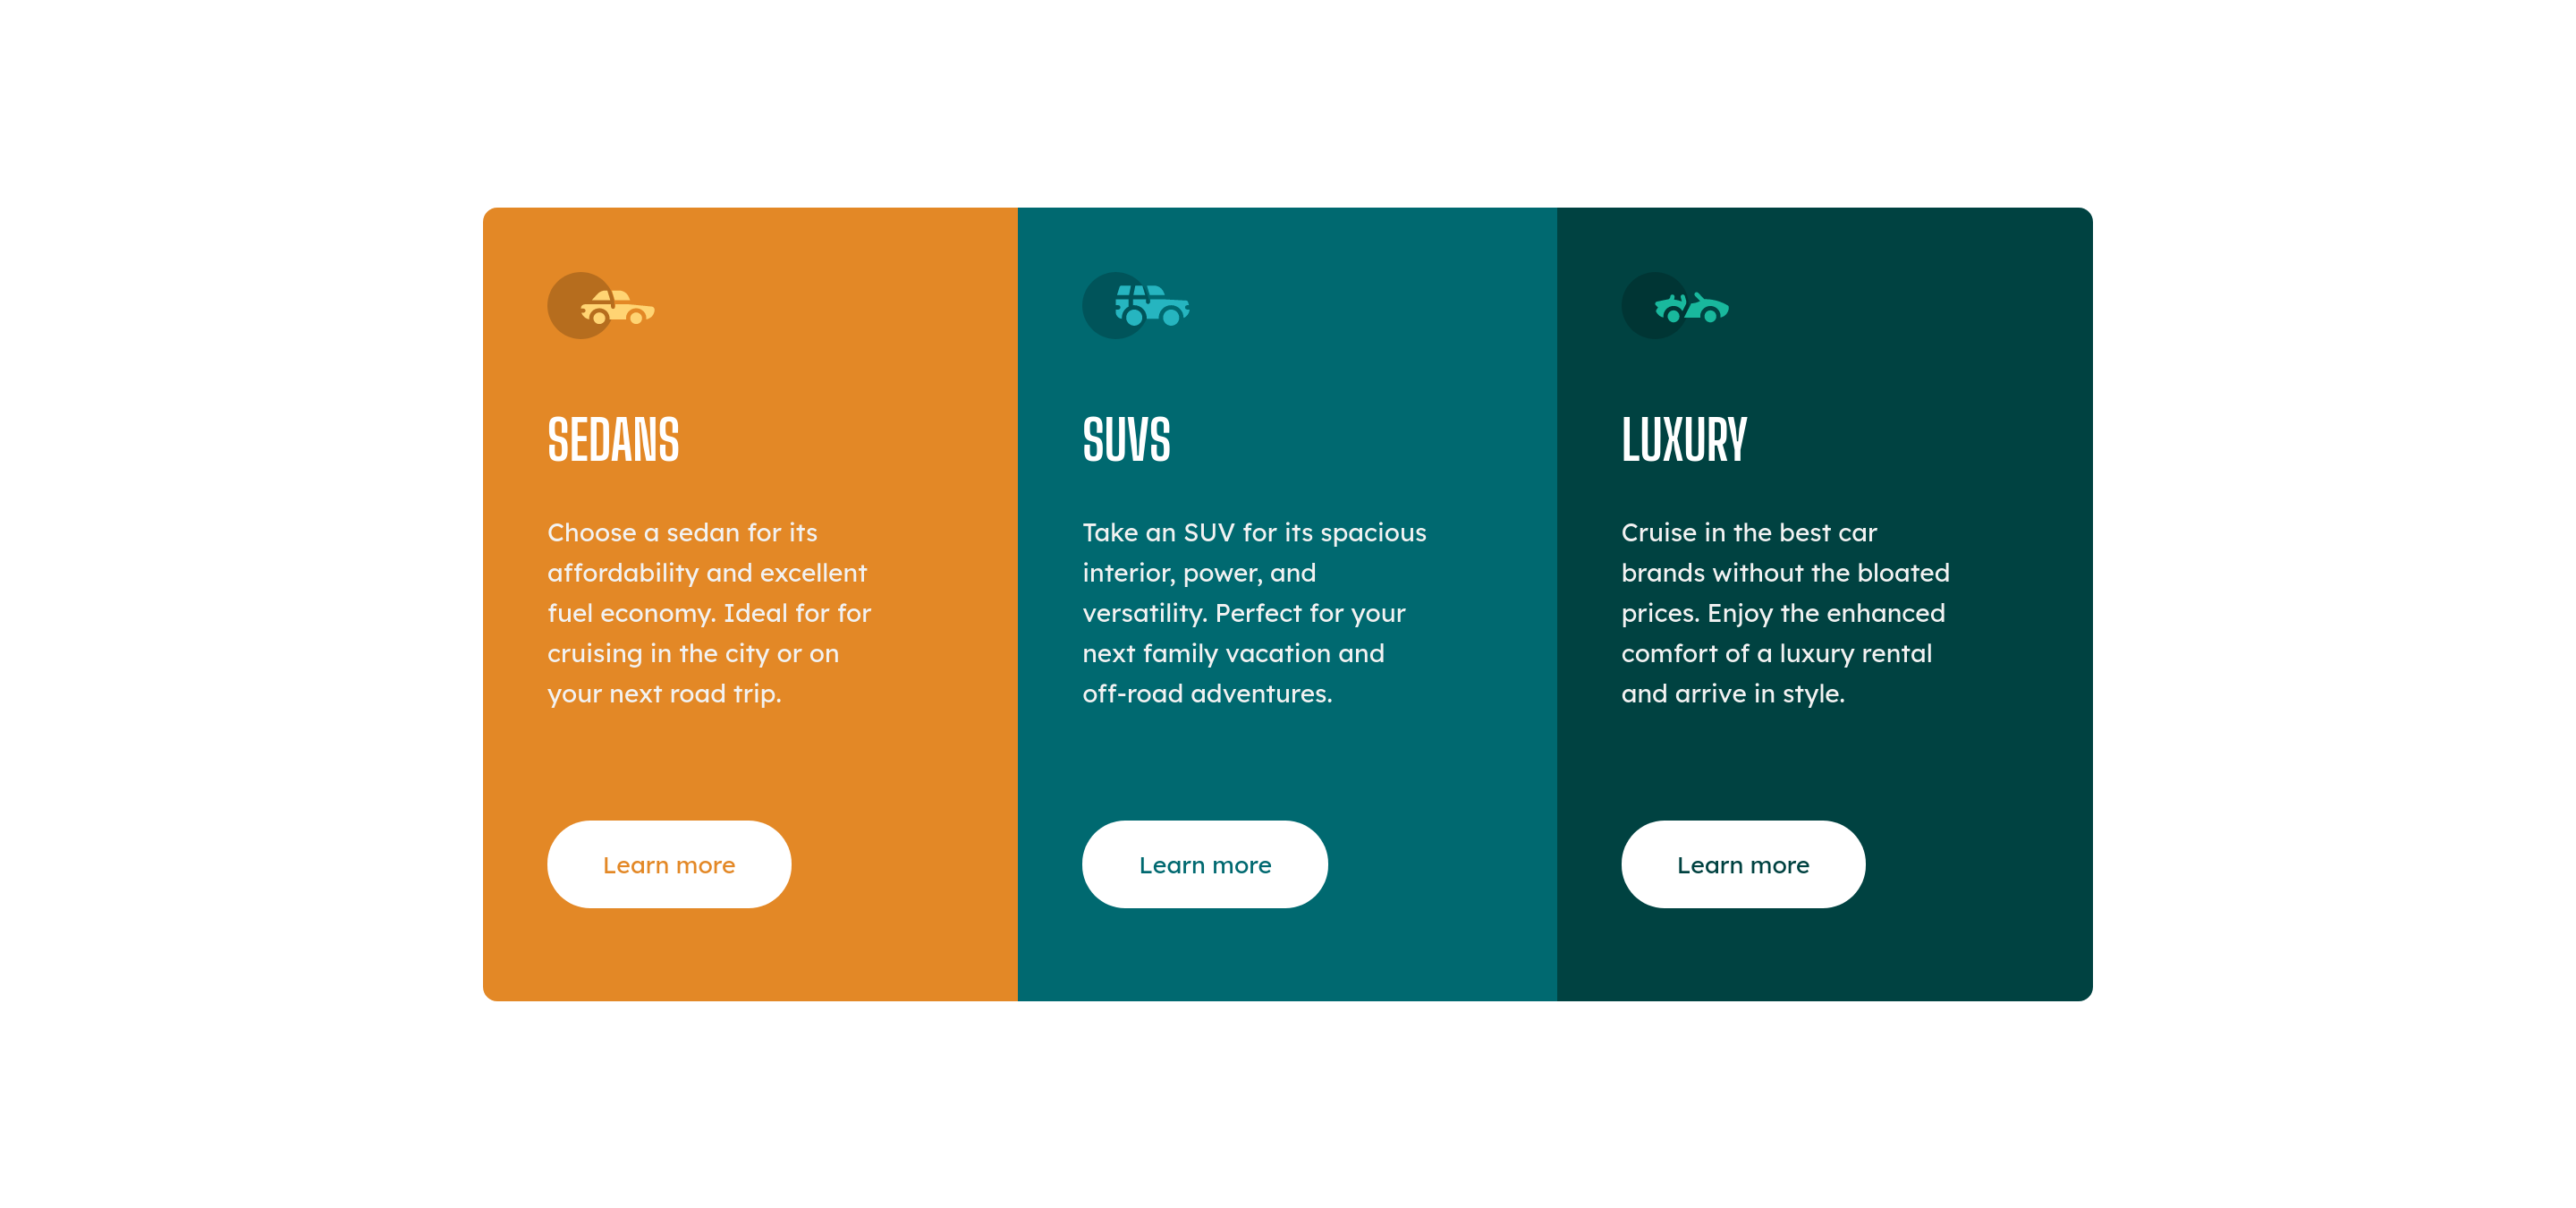 SEDANS
Choose a sedan for its
affordability and excellent
fuel economy. Ideal for for
cruising in the city or on
your next road trip.
Learn more
SUVS
Take an SUV for its spacious
interior, power, and
versatility. Perfect for your
next family vacation and
off-road adventures.
Learn more
LUXURY
Cruise in the best car
brands without the bloated
prices. Enjoy the enhanced
comfort of a luxury rental
and arrive in style.
Learn more